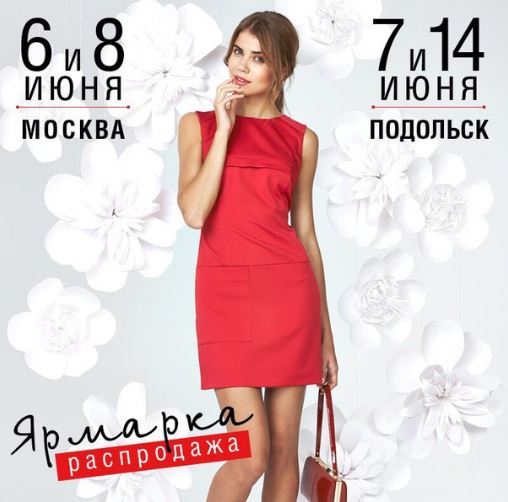 6 и 8
ИЮНЯ
МОСКВА
7 и 14
ИЮНЯ
ПОДОЛЬСК
Ярмарка
распродажа